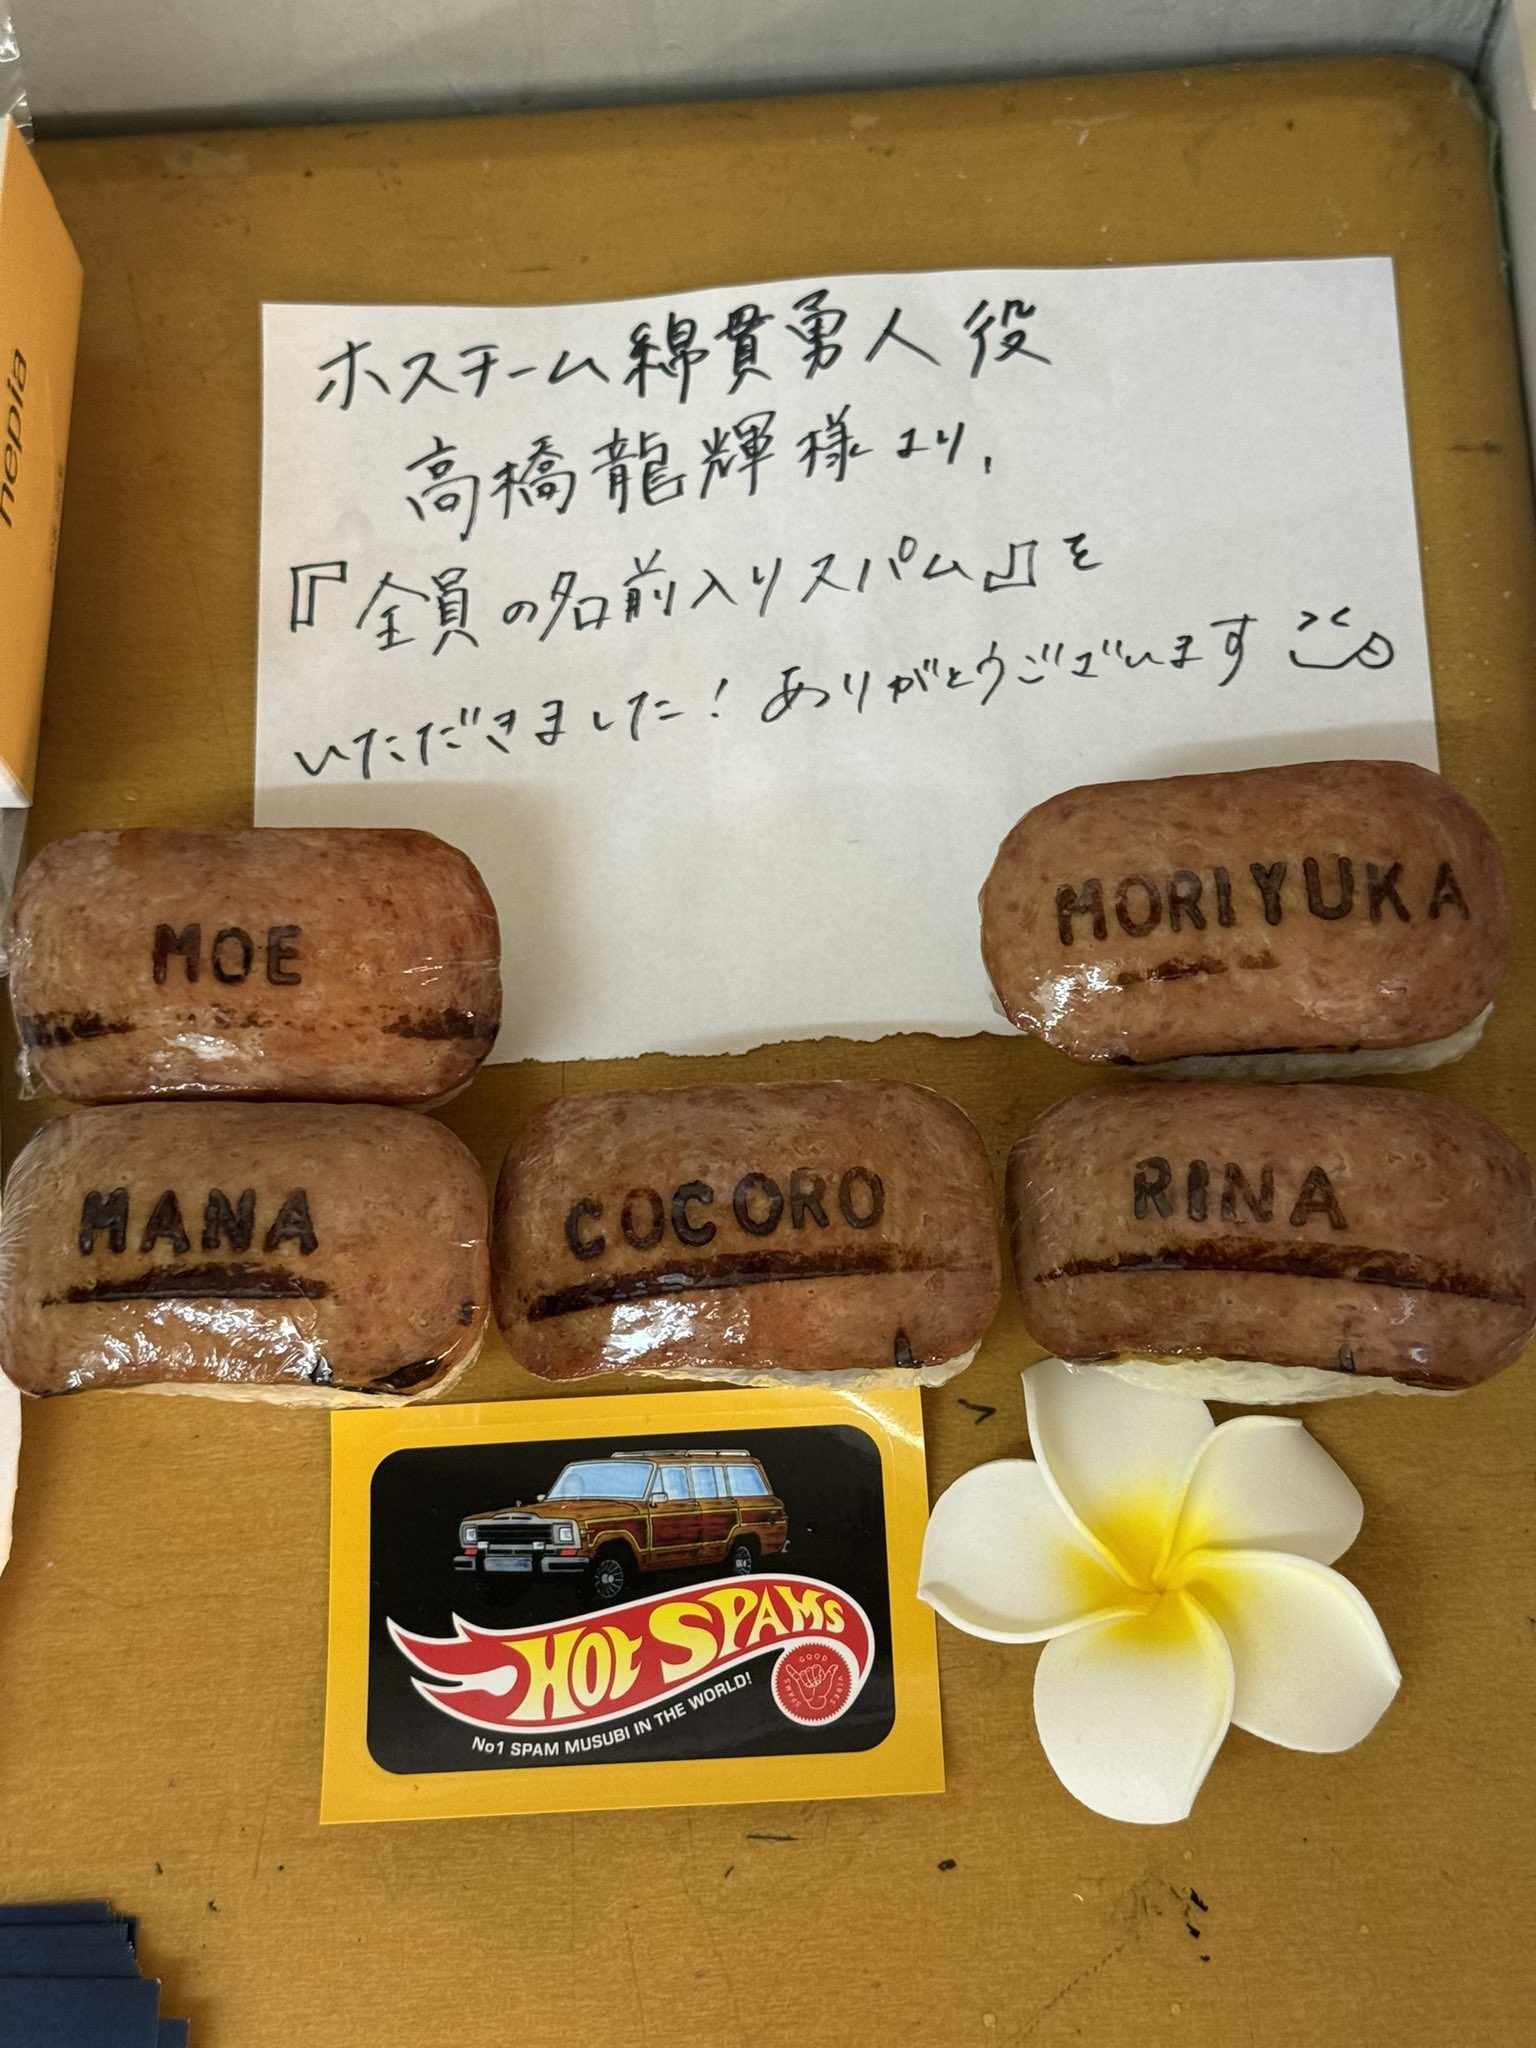 nepia
ホスチーム綿貫勇人役
高橋龍輝様より、
『全員の名前入りスパム』を
いただきました！ありがとうございます
MOE
MORIYUKA
MANA
COCORO
RINA
HOT SPAMS
No1 SPAM MUSUBI IN THE WORLD!
GOOD VIBES SPAMS